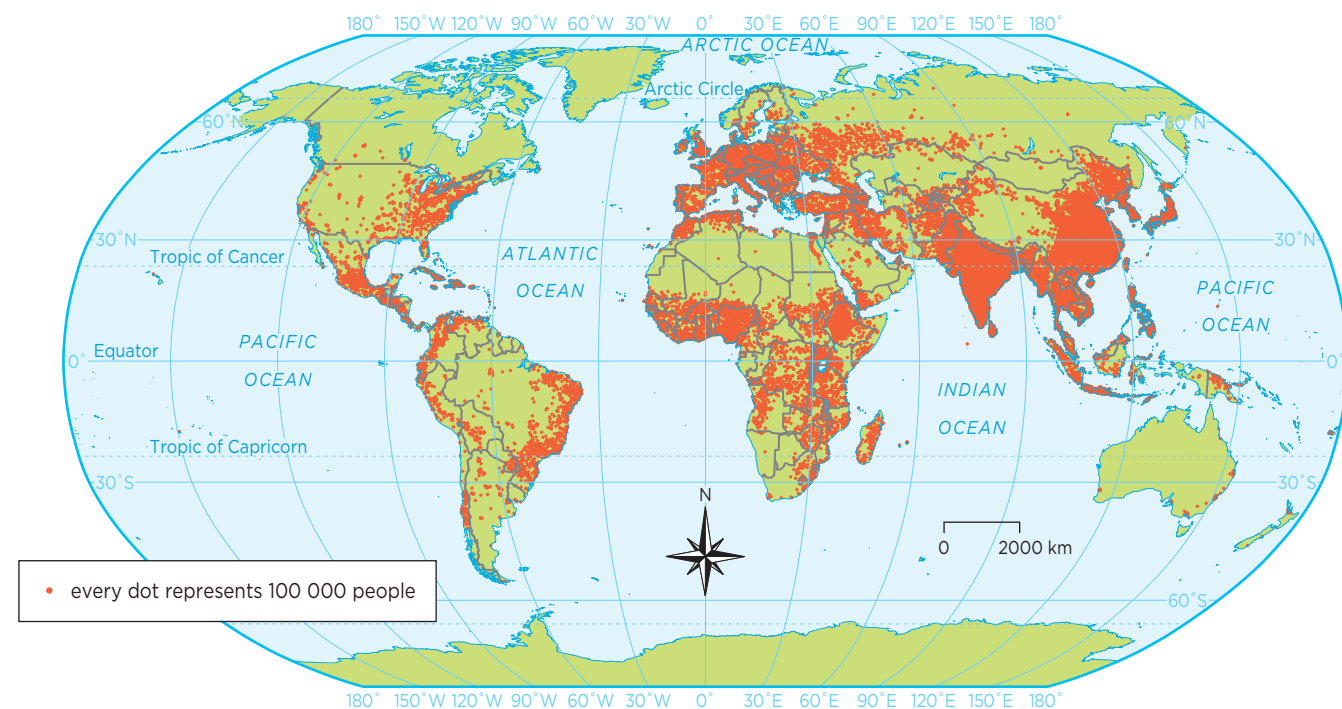 180° 150°W 120°W 90°W 60°W 30°W 0° 30°E 60°E 90°E 120°E 150°E 180°
ARCTIC OCEAN
Arctic Circle
60°N 60°N
30°N 30°N
Tropic of Cancer
ATLANTIC
OCEAN
PACIFIC
OCEAN
Equator
0° 0°
PACIFIC
OCEAN
INDIAN
OCEAN
Tropic of Capricorn
30°S 30°S
N
0 2000 km
every dot represents 100 000 people
60°S
180° 150°W 120°W 90°W 60°W 30°W 0° 30°E 60°E 90°E 120°E 150°E 180°